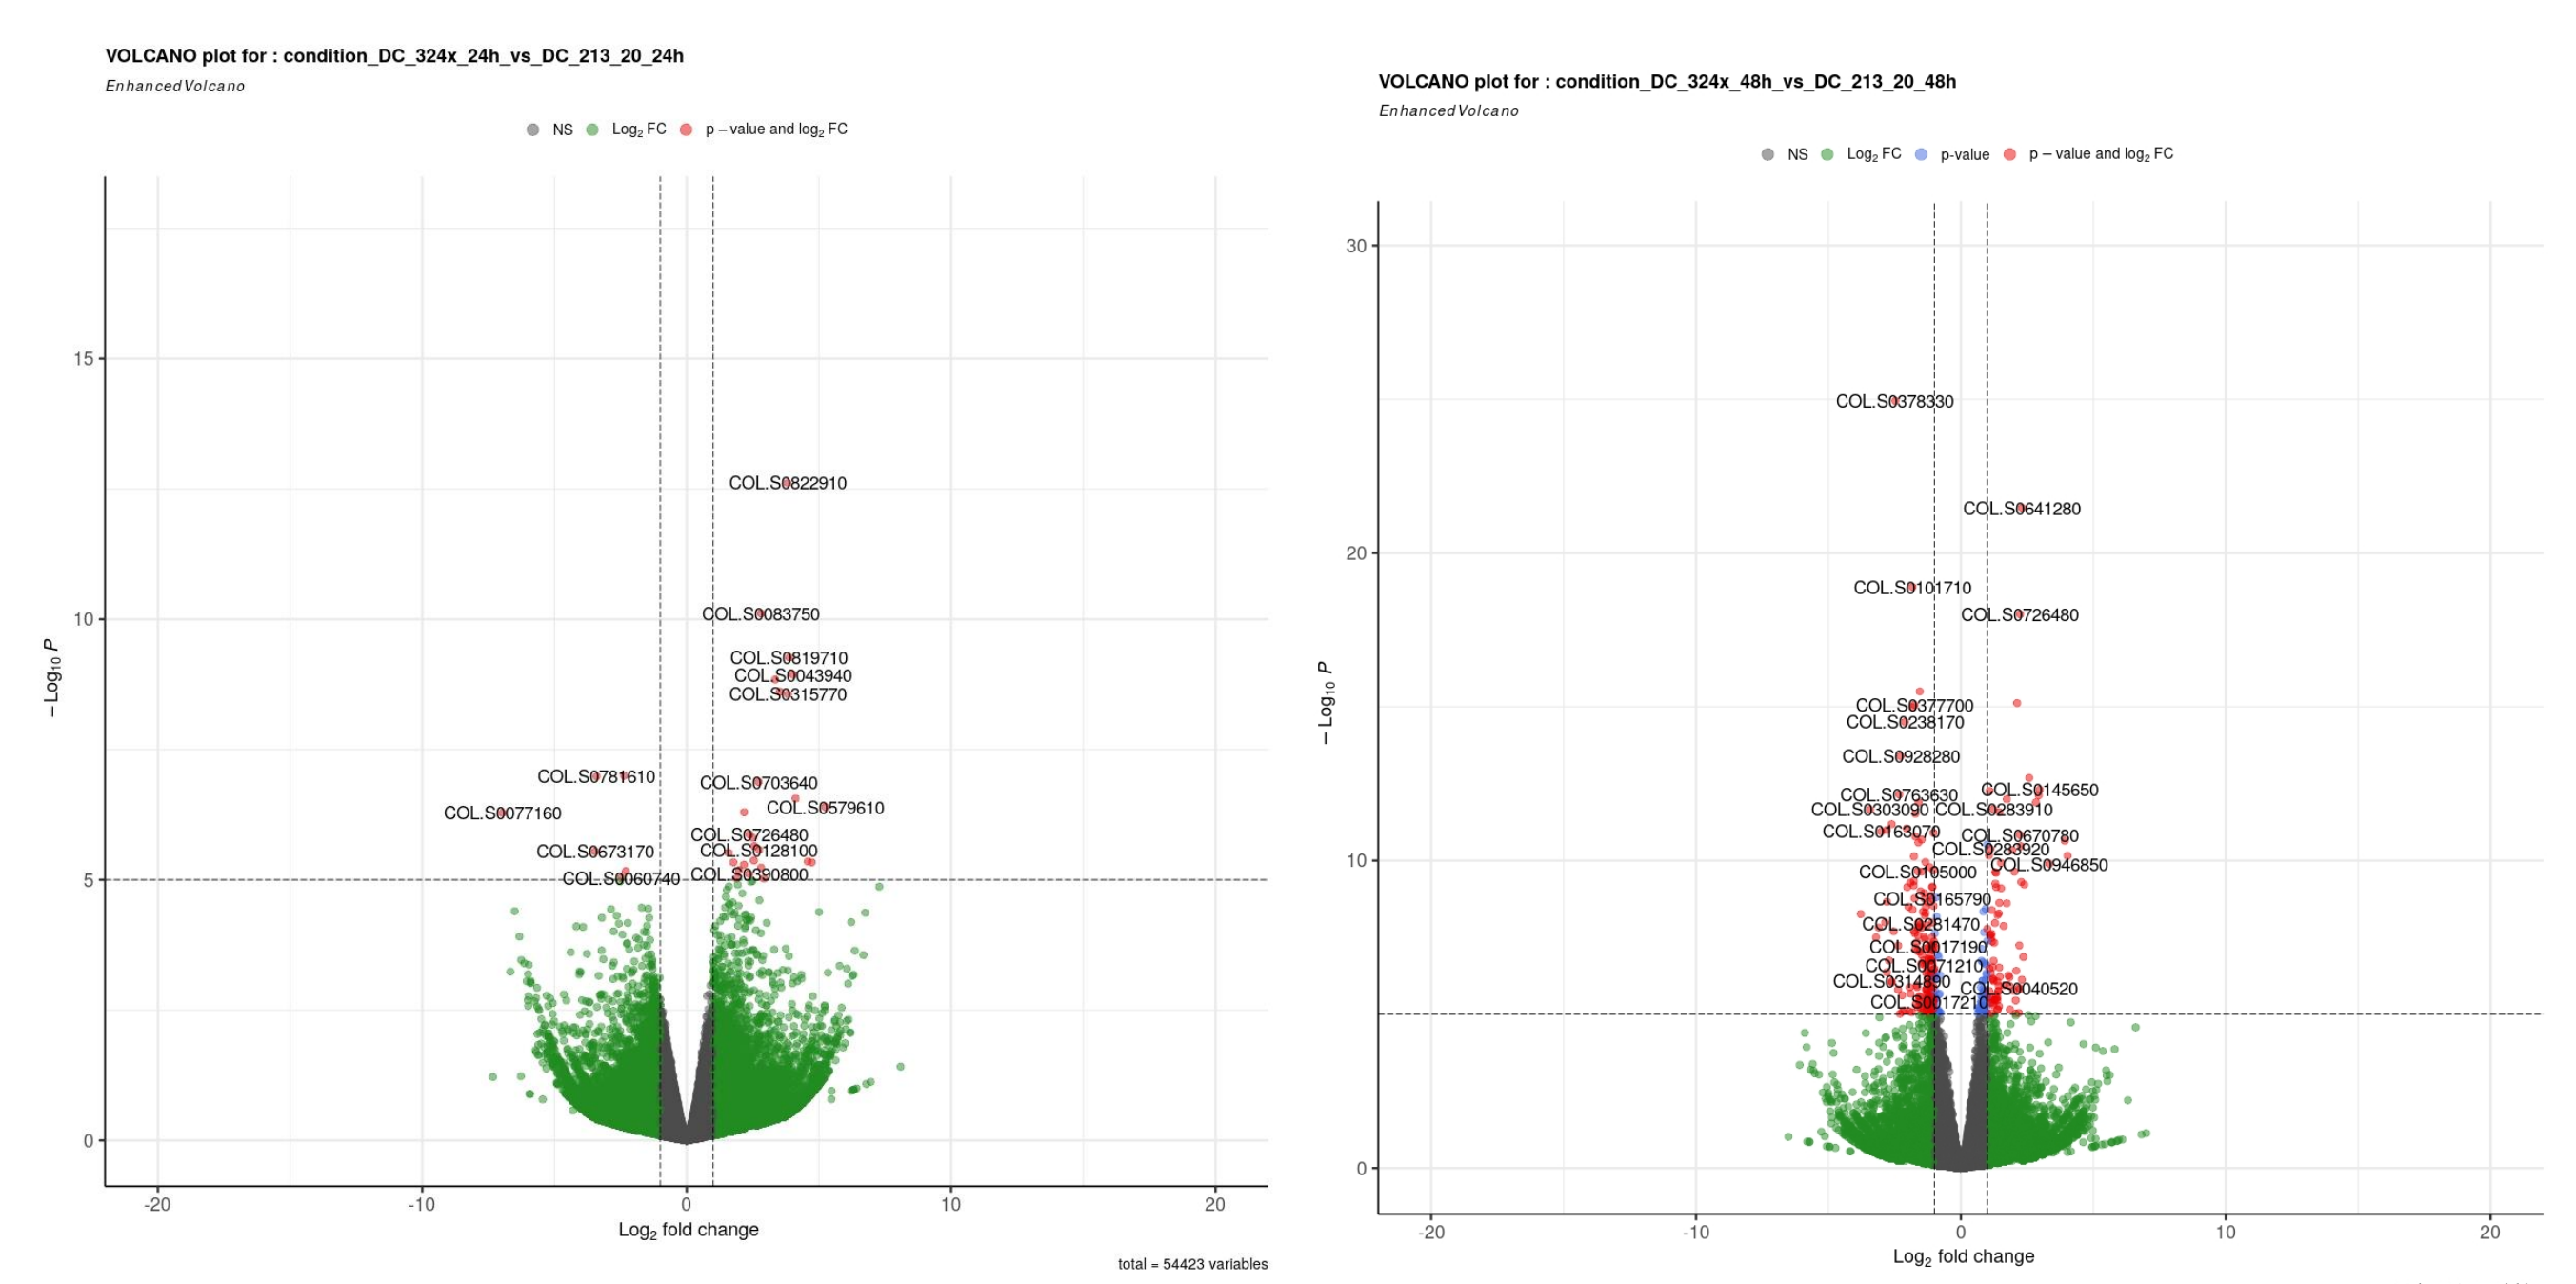 VOLCANO plot for : condition_DC_324x_24h_vs_DC_213_20_24h
EnhancedVolcano
NS Log2 FC p – value and log2 FC
15
10
5
0
– Log10 P
COL.S0822910
COL.S0083750
COL.S0819710
COL.S0043940
COL.S0315770
COL.S0781610
COL.S0703640
COL.S0077160
COL.S0579610
COL.S0726480
COL.S0673170
COL.S0128100
COL.S0060740
COL.S0390800
-20 -10 0 10 20
Log2 fold change
total = 54423 variables
VOLCANO plot for : condition_DC_324x_48h_vs_DC_213_20_48h
EnhancedVolcano
NS Log2 FC p-value p – value and log2 FC
30
20
10
0
– Log10 P
COL.S0378330
COL.S0641280
COL.S0101710
COL.S0726480
COL.S0377700
COL.S0238170
COL.S0928280
COL.S0145650
COL.S0763630
COL.S0303090
COL.S0283910
COL.S0163070
COL.S0670780
COL.S0283920
COL.S0946850
COL.S0105000
COL.S0165790
COL.S0281470
COL.S0017190
COL.S0071210
COL.S0314890
COL.S0040520
COL.S0017210
-20 -10 0 10 20
Log2 fold change